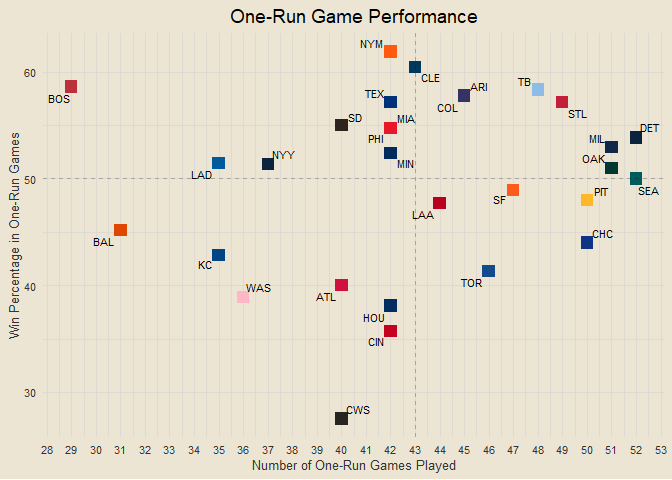 One-Run Game Performance
Win Percentage in One-Run Games
60
50
40
30
NYM
CLE
BOS
TEX
ARI
COL
TB
STL
SD
MIA
PHI
MIN
DET
MIL
OAK
SEA
LAD
NYY
SF
PIT
LAA
BAL
CHC
KC
TOR
WAS
ATL
HOU
CIN
CWS
28 29 30 31 32 33 34 35 36 37 38 39 40 41 42 43 44 45 46 47 48 49 50 51 52 53
Number of One-Run Games Played